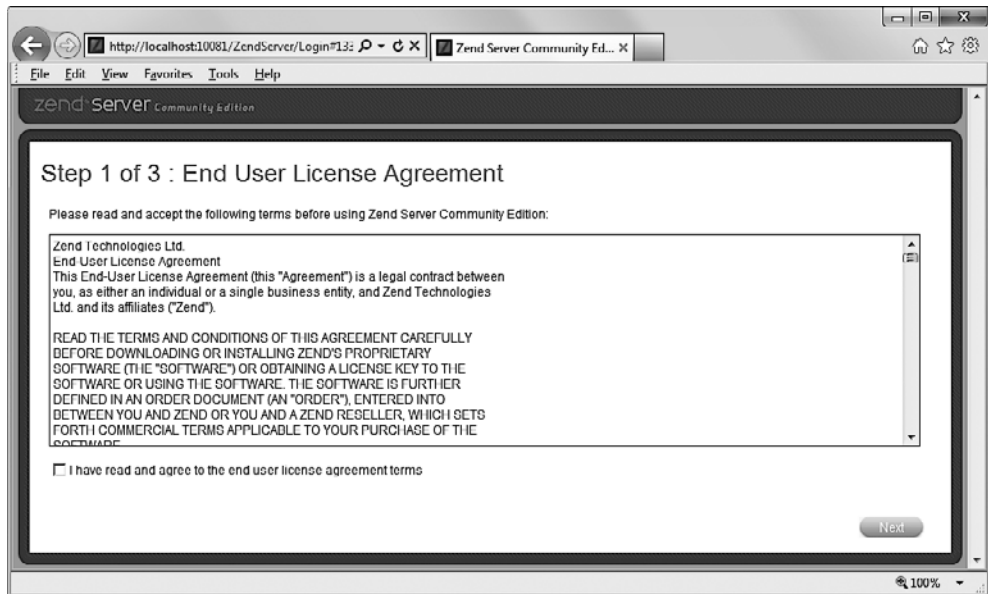 http://localhost:10081/ZendServer/Login#133
Zend Server Community Ed...
File Edit View Favorites Tools Help
zend Server Community Edition
Step 1 of 3 : End User License Agreement
Please read and accept the following terms before using Zend Server Community Edition:
Zend Technologies Ltd.
End-User License Agreement
This End-User License Agreement (this "Agreement") is a legal contract between
you, as either an individual or a single business entity, and Zend Technologies
Ltd. and its affiliates ("Zend").
READ THE TERMS AND CONDITIONS OF THIS AGREEMENT CAREFULLY
BEFORE DOWNLOADING OR INSTALLING ZEND'S PROPRIETARY
SOFTWARE (THE "SOFTWARE") OR OBTAINING A LICENSE KEY TO THE
SOFTWARE OR USING THE SOFTWARE. THE SOFTWARE IS FURTHER
DEFINED IN AN ORDER DOCUMENT (AN "ORDER"), ENTERED INTO
BETWEEN YOU AND ZEND OR YOU AND A ZEND RESELLER, WHICH SETS
FORTH COMMERCIAL TERMS APPLICABLE TO YOUR PURCHASE OF THE
SOFTWARE
I have read and agree to the end user license agreement terms
Next
100%